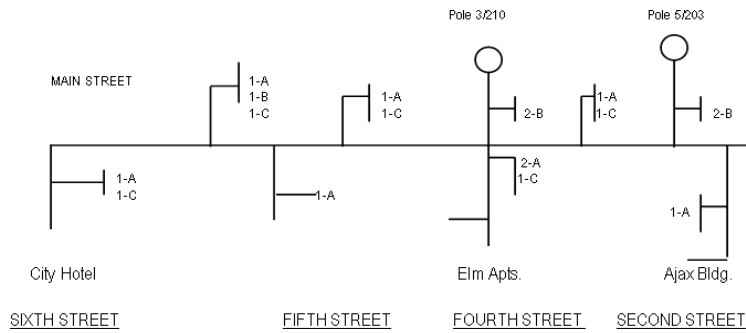 Pole 3/210
Pole 5/203
MAIN STREET
1-A
1-B
1-C
1-A
1-C
2-B
1-A
1-C
2-B
1-A
1-C
1-A
2-A
1-C
1-A
City Hotel
Elm Apts.
Ajax Bldg.
SIXTH STREET
FIFTH STREET
FOURTH STREET
SECOND STREET